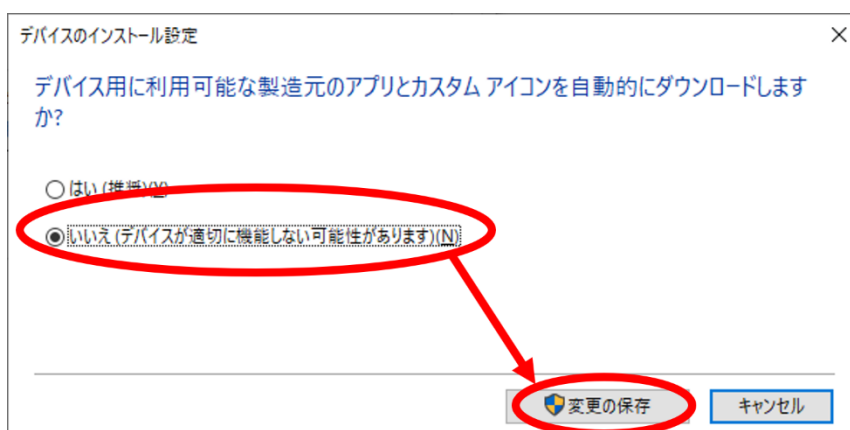 デバイスのインストール設定
デバイス用に利用可能な製造元のアプリとカスタム アイコンを自動的にダウンロードします
か?
はい (推奨)(Y)
いいえ (デバイスが適切に機能しない可能性があります)(N)
変更の保存
キャンセル